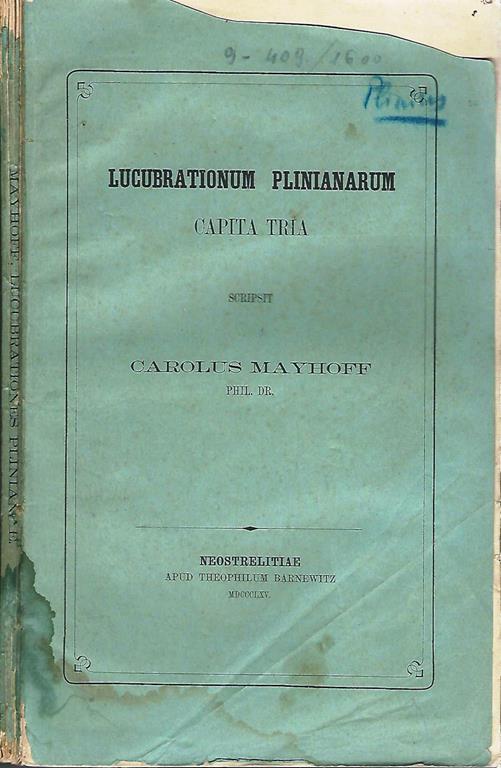 9-409./1600
Plinius
LUCUBRATIONUM PLINIANARUM
CAPITA TRIA
SCRIPSIT
CAROLUS MAYHOFF
PHIL. DR.
NEOSTRELITIAE
APUD THEOPHILUM BARNEWITZ
MDCCCLXV.
MAYHOFF, LUCUBRATIONES PLINIANAE